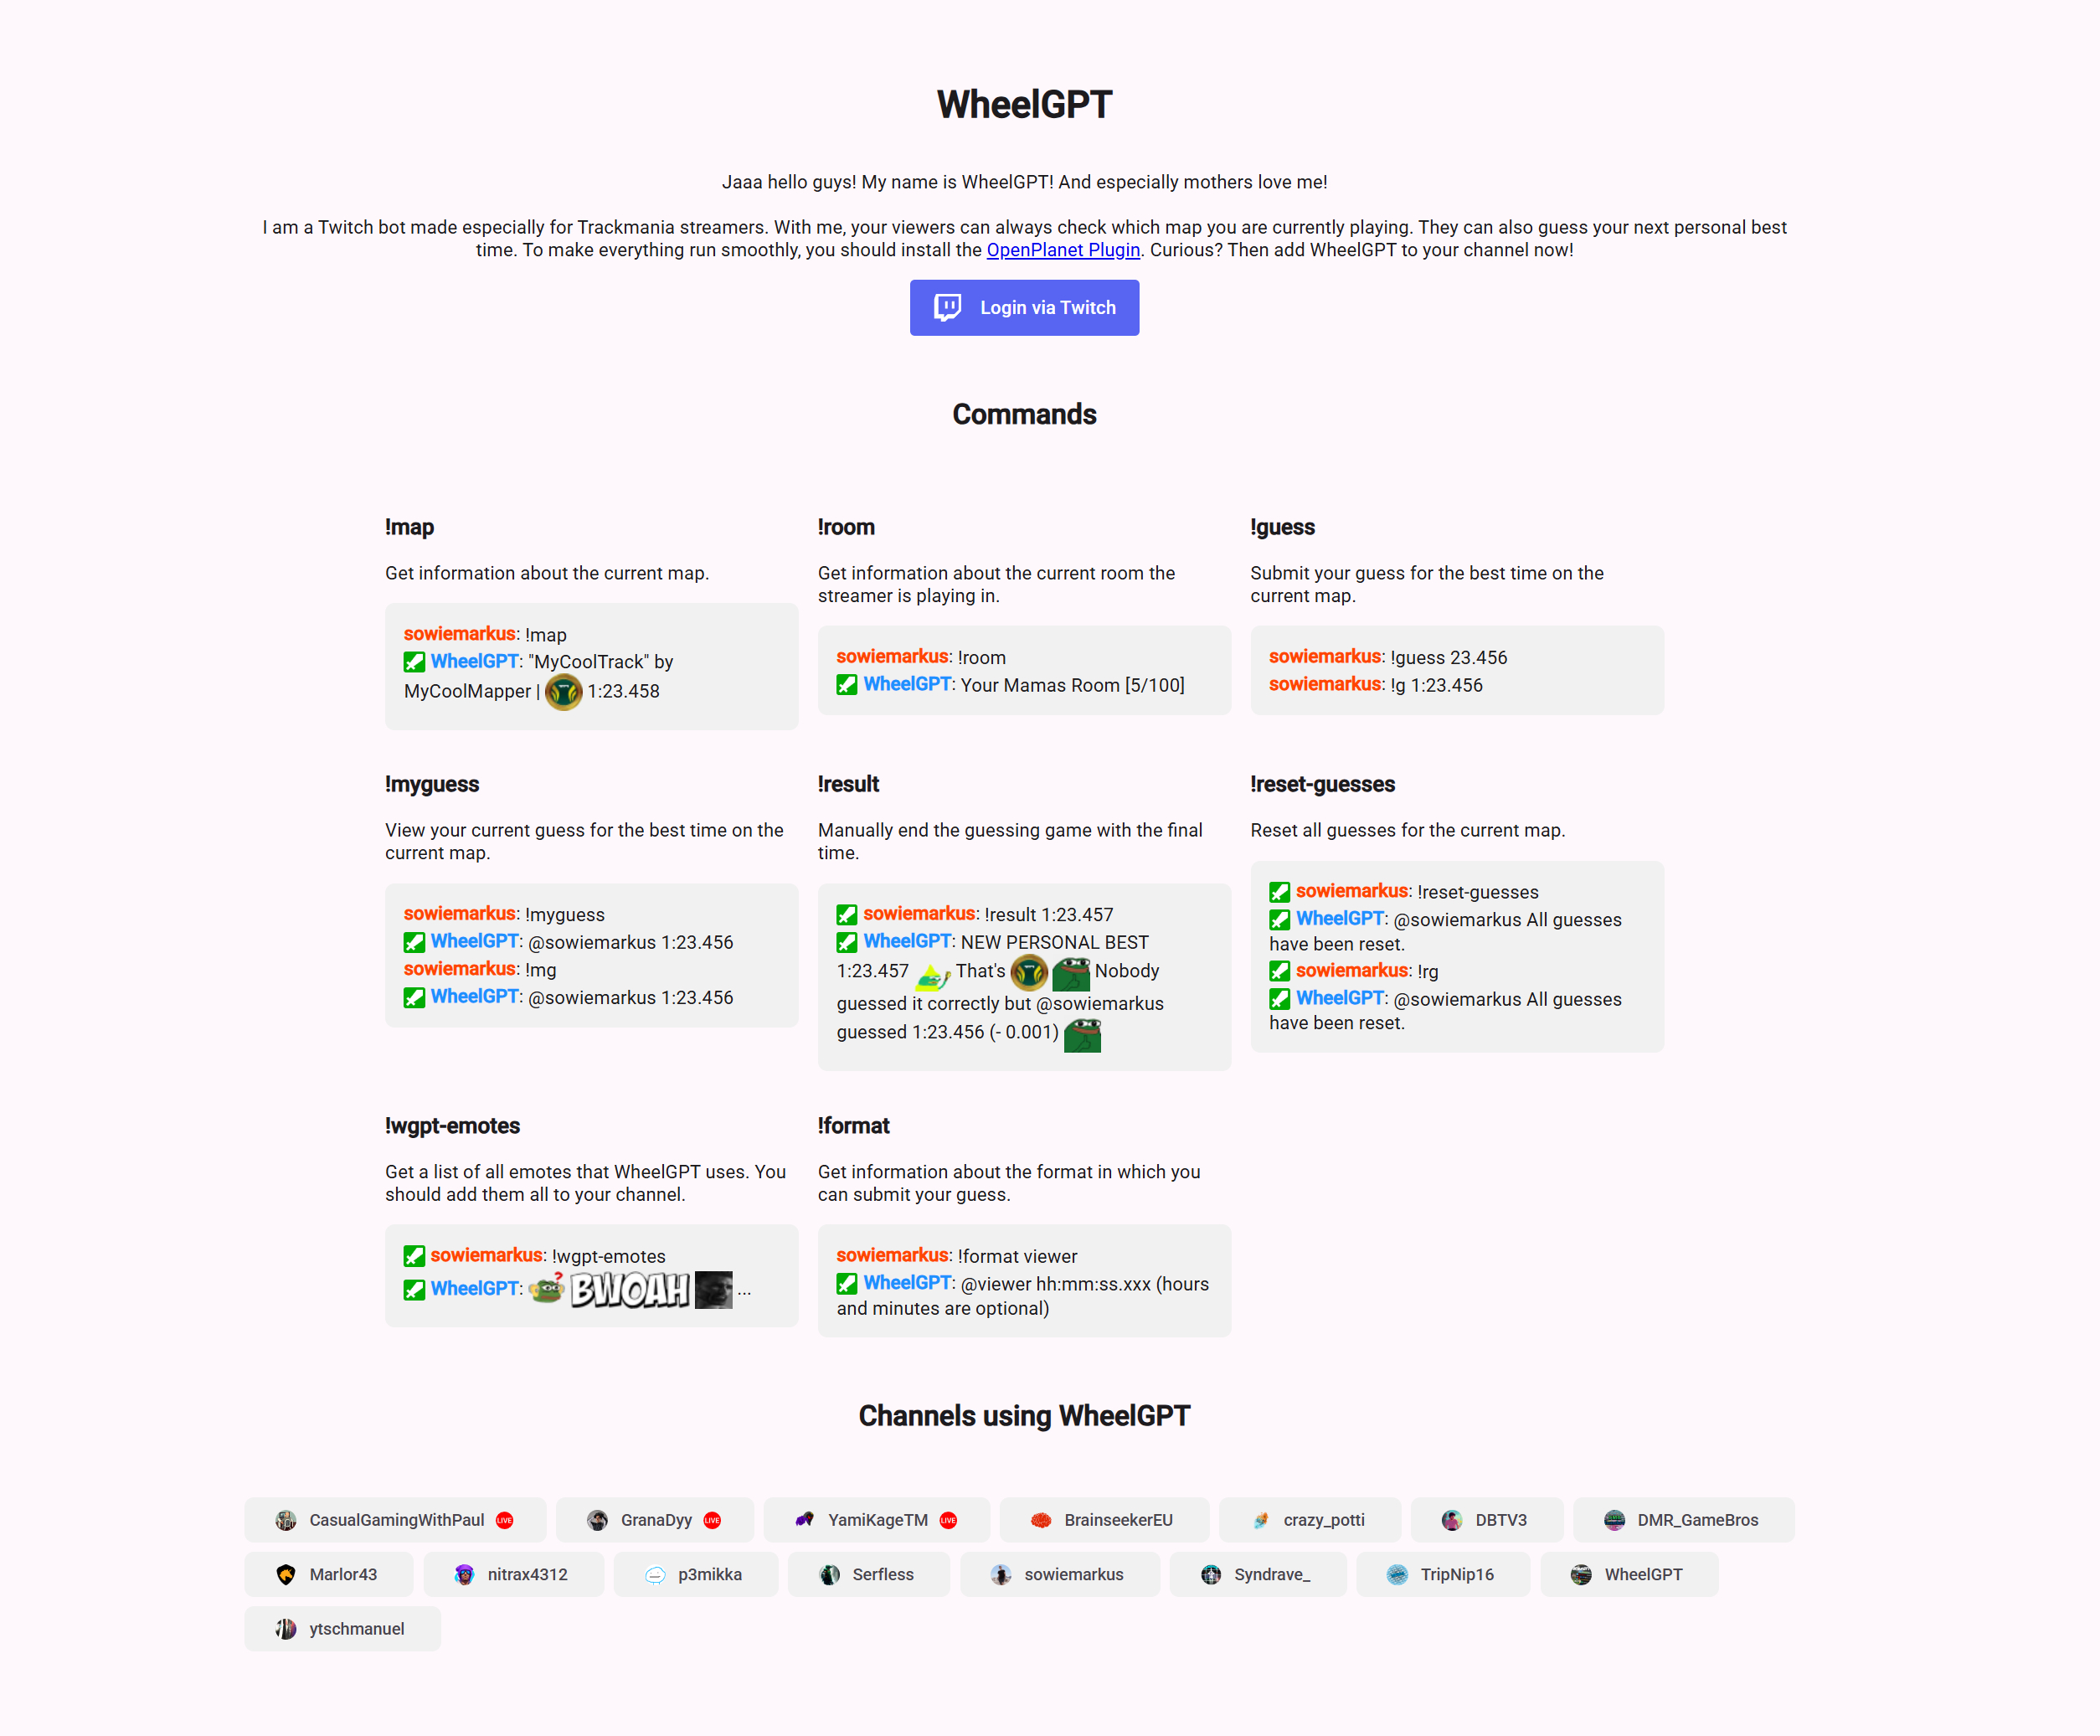 WheelGPT
Jaaa hello guys! My name is WheelGPT! And especially mothers love me!
I am a Twitch bot made especially for Trackmania streamers. With me, your viewers can always check which map you are currently playing. They can also guess your next personal best
time. To make everything run smoothly, you should install the OpenPlanet Plugin. Curious? Then add WheelGPT to your channel now!
Login via Twitch
Commands
!map
Get information about the current map.
sowiemarkus: !map
WheelGPT: "MyCoolTrack" by
MyCoolMapper | 1:23.458
!room
Get information about the current room the
streamer is playing in.
sowiemarkus: !room
WheelGPT: Your Mamas Room [5/100]
!guess
Submit your guess for the best time on the
current map.
sowiemarkus: !guess 23.456
sowiemarkus: !g 1:23.456
!myguess
View your current guess for the best time on the
current map.
sowiemarkus: !myguess
WheelGPT: @sowiemarkus 1:23.456
sowiemarkus: !mg
WheelGPT: @sowiemarkus 1:23.456
!result
Manually end the guessing game with the final
time.
sowiemarkus: !result 1:23.457
WheelGPT: NEW PERSONAL BEST
1:23.457 That's Nobody
guessed it correctly but @sowiemarkus
guessed 1:23.456 (- 0.001)
!reset-guesses
Reset all guesses for the current map.
sowiemarkus: !reset-guesses
WheelGPT: @sowiemarkus All guesses
have been reset.
sowiemarkus: !rg
WheelGPT: @sowiemarkus All guesses
have been reset.
!wgpt-emotes
Get a list of all emotes that WheelGPT uses. You
should add them all to your channel.
sowiemarkus: !wgpt-emotes
WheelGPT: BWOAH ...
!format
Get information about the format in which you
can submit your guess.
sowiemarkus: !format viewer
WheelGPT: @viewer hh:mm:ss.xxx (hours
and minutes are optional)
Channels using WheelGPT
CasualGamingWithPaul LIVE GranaDyy LIVE YamiKageTM LIVE BrainseekerEU crazy_potti DBTV3 DMR_GameBros
Marlor43 nitrax4312 p3mikka Serfless sowiemarkus Syndrave_ TripNip16 WheelGPT
ytschmanuel